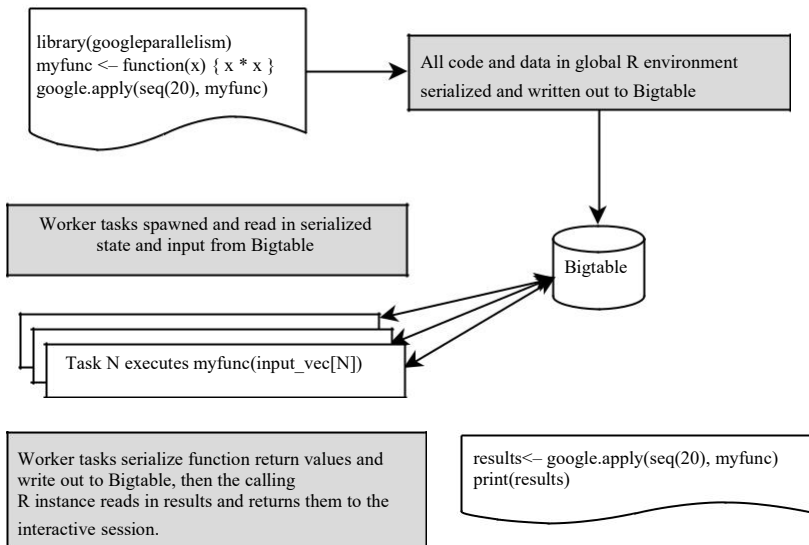 library(googleparallelism)
myfunc <– function(x) { x * x }
google.apply(seq(20), myfunc)
All code and data in global R environment
serialized and written out to Bigtable
Worker tasks spawned and read in serialized
state and input from Bigtable
Bigtable
Task N executes myfunc(input_vec[N])
Worker tasks serialize function return values and
write out to Bigtable, then the calling
R instance reads in results and returns them to the
interactive session.
results<– google.apply(seq(20), myfunc)
print(results)